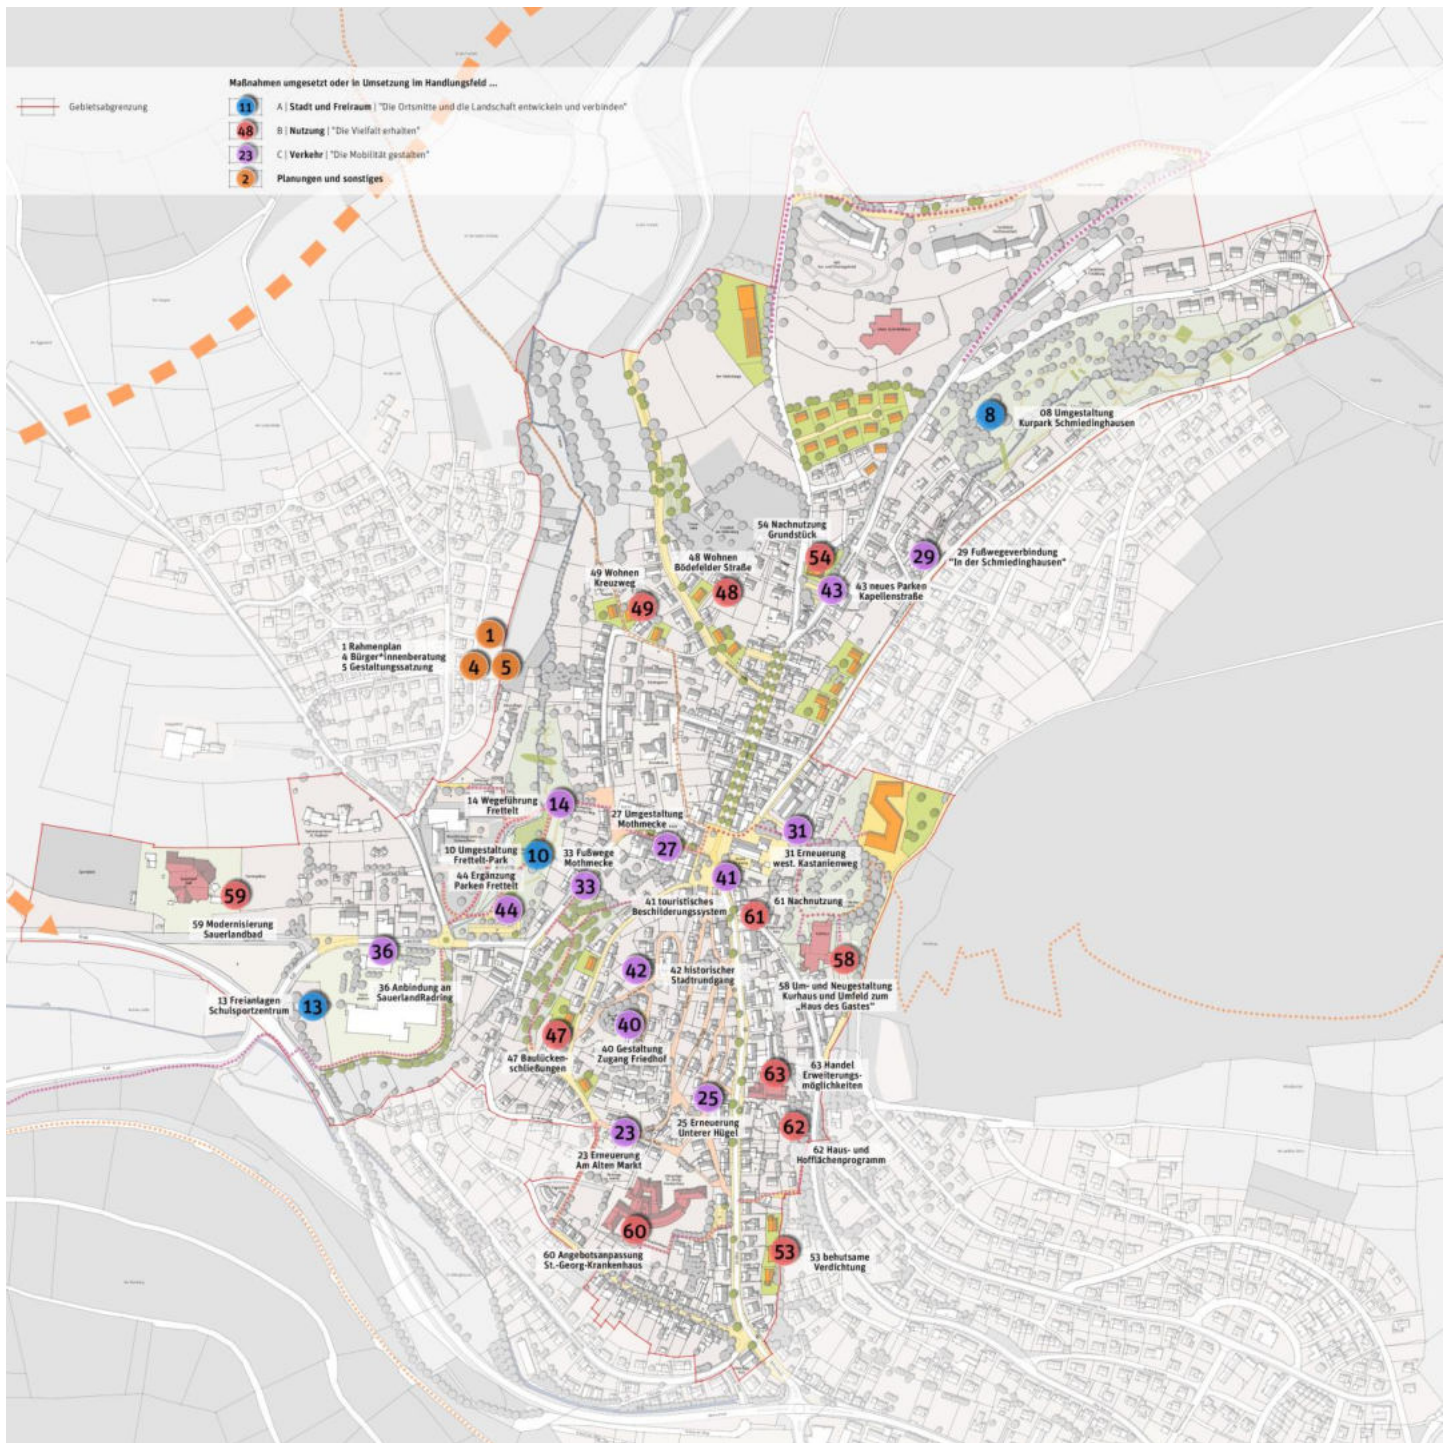 Maßnahmen umgesetzt oder in Umsetzung im Handlungsfeld ...
Gebietsabgrenzung
11 A | Stadt und Freiraum | "Die Ortsmitte und die Landschaft entwickeln und verbinden"
48 B | Nutzung | "Die Vielfalt erhalten"
23 C | Verkehr | "Die Mobilität gestalten"
2 Planungen und sonstiges
8
08 Umgestaltung
Kurpark Schmiedinghausen
54 Nachnutzung
Grundstück
54
29
29 Fußwegeverbindung
"In der Schmiedinghausen"
48 Wohnen
Bödefelder Straße
48
49 Wohnen
Kreuzweg
49
43
43 neues Parken
Kapellenstraße
1
4
5
1 Rahmenplan
4 Bürger*innenberatung
5 Gestaltungssatzung
14 Wegeführung
Frettelt
14
27 Umgestaltung
Mothmecke ...
27
31
31 Erneuerung
west. Kastanienweg
10 Umgestaltung
Frettelt-Park
10
33 Fußwege
Mothmecke
33
44 Ergänzung
Parken Frettelt
44
41
41 touristisches
Beschilderungssystem
61
61 Nachnutzung
59
59 Modernisierung
Sauerlandbad
36
36 Anbindung an
SauerlandRadring
42
42 historischer
Stadtrundgang
58
58 Um- und Neugestaltung
Kurhaus und Umfeld zum
„Haus des Gastes"
13
13 Freianlagen
Schulsportzentrum
40
40 Gestaltung
Zugang Friedhof
47
47 Baulücken-
schließungen
63
63 Handel
Erweiterungs-
möglichkeiten
25
25 Erneuerung
Unterer Hügel
62
62 Haus- und
Hofflächenprogramm
23
23 Erneuerung
Am Alten Markt
60
60 Angebotsanpassung
St.-Georg-Krankenhaus
53
53 behutsame
Verdichtung